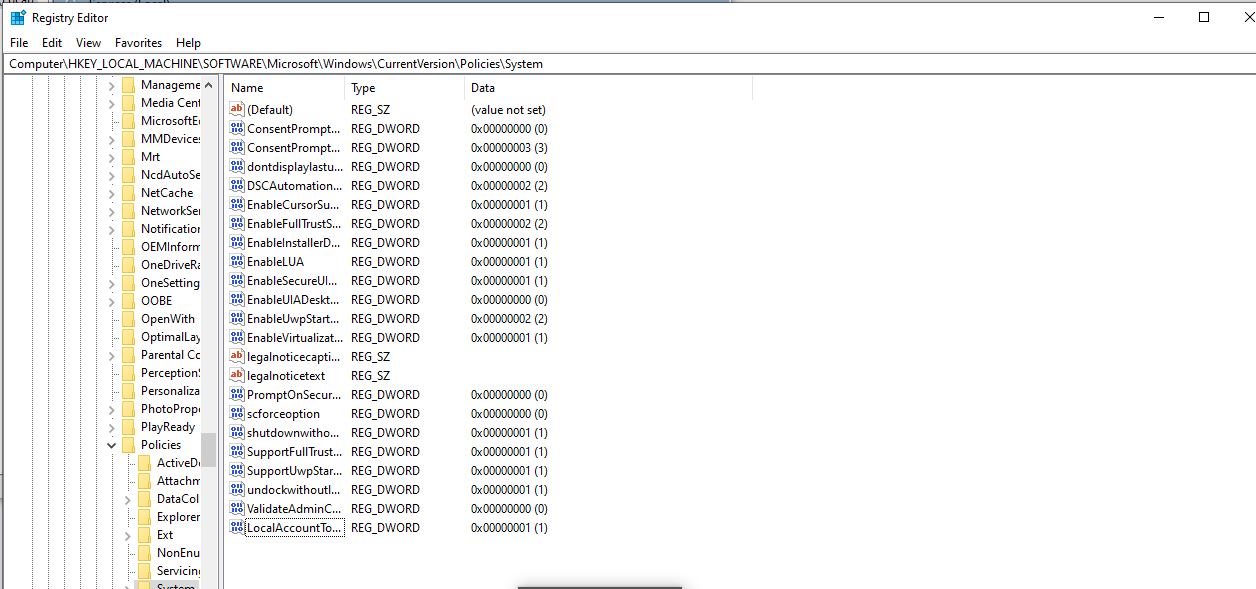 Registry Editor
File Edit View Favorites Help
Computer\HKEY_LOCAL_MACHINE\SOFTWARE\Microsoft\Windows\CurrentVersion\Policies\System
Manageme
Media Cent
MicrosoftEd
MMDevices
Mrt
NcdAutoSe
NetCache
NetworkSer
Notification
OEMInform
OneDriveRa
OneSetting
OOBE
OpenWith
OptimalLay
Parental Co
PerceptionS
Personaliza
PhotoPrope
PlayReady
Policies
ActiveDe
Attachm
DataCol
Explorer
Ext
NonEnu
Servicing
System
Name Type Data
(Default) REG_SZ (value not set)
ConsentPrompt... REG_DWORD 0x00000000 (0)
ConsentPrompt... REG_DWORD 0x00000003 (3)
dontdisplaylastu... REG_DWORD 0x00000000 (0)
DSCAutomation... REG_DWORD 0x00000002 (2)
EnableCursorSu... REG_DWORD 0x00000001 (1)
EnableFullTrustS... REG_DWORD 0x00000002 (2)
EnableInstallerD... REG_DWORD 0x00000001 (1)
EnableLUA REG_DWORD 0x00000001 (1)
EnableSecureUI... REG_DWORD 0x00000001 (1)
EnableUIADeskt... REG_DWORD 0x00000000 (0)
EnableUwpStart... REG_DWORD 0x00000002 (2)
EnableVirtualizat... REG_DWORD 0x00000001 (1)
legalnoticecapti... REG_SZ
legalnoticetext REG_SZ
PromptOnSecur... REG_DWORD 0x00000000 (0)
scforceoption REG_DWORD 0x00000000 (0)
shutdownwitho... REG_DWORD 0x00000001 (1)
SupportFullTrust... REG_DWORD 0x00000001 (1)
SupportUwpStar... REG_DWORD 0x00000001 (1)
undockwithoutl... REG_DWORD 0x00000001 (1)
ValidateAdminC... REG_DWORD 0x00000000 (0)
LocalAccountTo... REG_DWORD 0x00000001 (1)